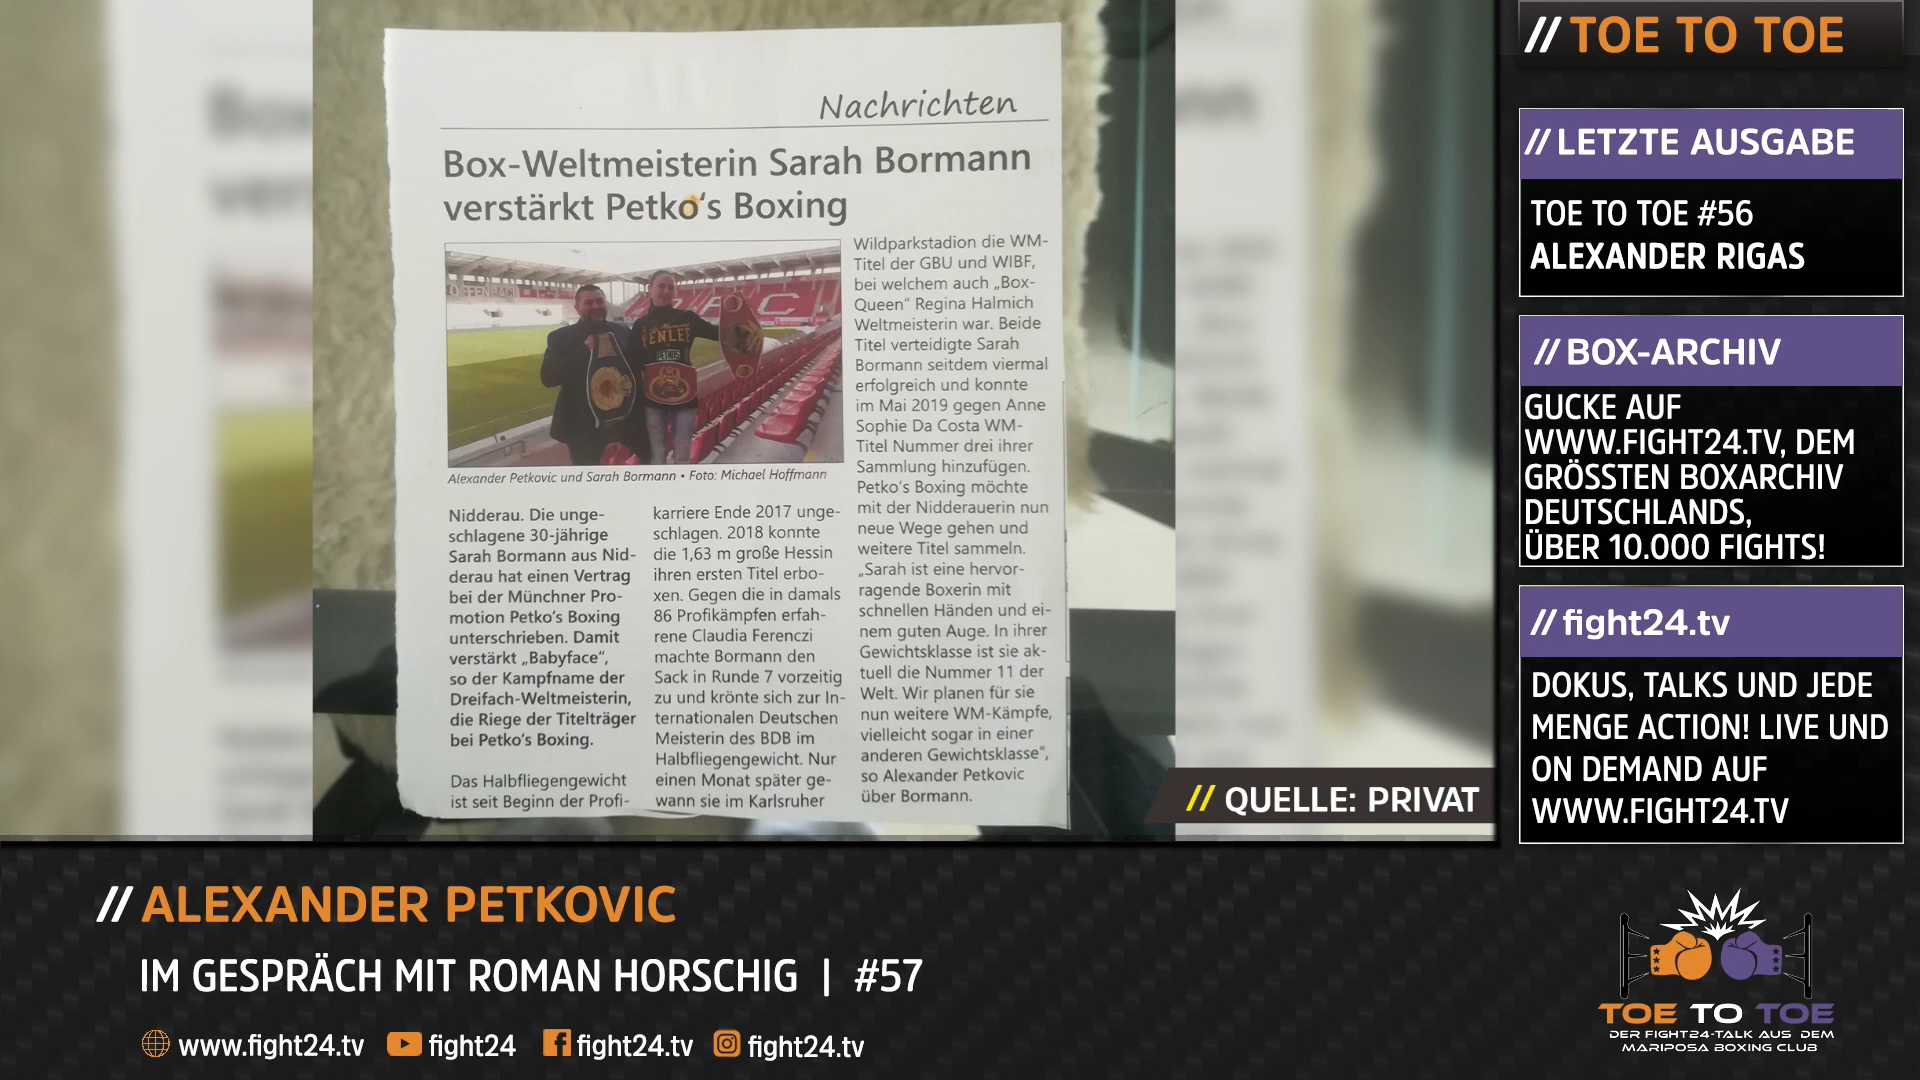 Nachrichten
Box-Weltmeisterin Sarah Bormann
verstärkt Petko‘s Boxing
OFFENBACH
Alexander Petkovic und Sarah Bormann • Foto: Michael Hoffmann
Nidderau. Die unge-
schlagene 30-jährige
Sarah Bormann aus Nid-
derau hat einen Vertrag
bei der Münchner Pro-
motion Petko‘s Boxing
unterschrieben. Damit
verstärkt „Babyface“,
so der Kampfname der
Dreifach-Weltmeisterin,
die Riege der Titelträger
bei Petko‘s Boxing.
Das Halbfliegengewicht
ist seit Beginn der Profi-
karriere Ende 2017 unge-
schlagen. 2018 konnte
die 1,63 m große Hessin
ihren ersten Titel erbo-
xen. Gegen die in damals
86 Profikämpfen erfah-
rene Claudia Ferenczi
machte Bormann den
Sack in Runde 7 vorzeitig
zu und krönte sich zur In-
ternationalen Deutschen
Meisterin des BDB im
Halbfliegengewicht. Nur
einen Monat später ge-
wann sie im Karlsruher
Wildparkstadion die WM-
Titel der GBU und WIBF,
bei welchem auch „Box-
Queen“ Regina Halmich
Weltmeisterin war. Beide
Titel verteidigte Sarah
Bormann seitdem viermal
erfolgreich und konnte
im Mai 2019 gegen Anne
Sophie Da Costa WM-
Titel Nummer drei ihrer
Sammlung hinzufügen.
Petko‘s Boxing möchte
mit der Nidderauerin nun
neue Wege gehen und
weitere Titel sammeln.
„Sarah ist eine hervor-
ragende Boxerin mit
schnellen Händen und ei-
nem guten Auge. In ihrer
Gewichtsklasse ist sie ak-
tuell die Nummer 11 der
Welt. Wir planen für sie
nun weitere WM-Kämpfe,
vielleicht sogar in einer
anderen Gewichtsklasse“,
so Alexander Petkovic
über Bormann.
// QUELLE: PRIVAT
// TOE TO TOE
// LETZTE AUSGABE
TOE TO TOE #56
ALEXANDER RIGAS
// BOX-ARCHIV
GUCKE AUF
WWW.FIGHT24.TV, DEM
GRÖSSTEN BOXARCHIV
DEUTSCHLANDS,
ÜBER 10.000 FIGHTS!
// fight24.tv
DOKUS, TALKS UND JEDE
MENGE ACTION! LIVE UND
ON DEMAND AUF
WWW.FIGHT24.TV
// ALEXANDER PETKOVIC
IM GESPRÄCH MIT ROMAN HORSCHIG | #57
www.fight24.tv fight24 fight24.tv fight24.tv
TOE TO TOE
DER FIGHT24-TALK AUS DEM
MARIPOSA BOXING CLUB